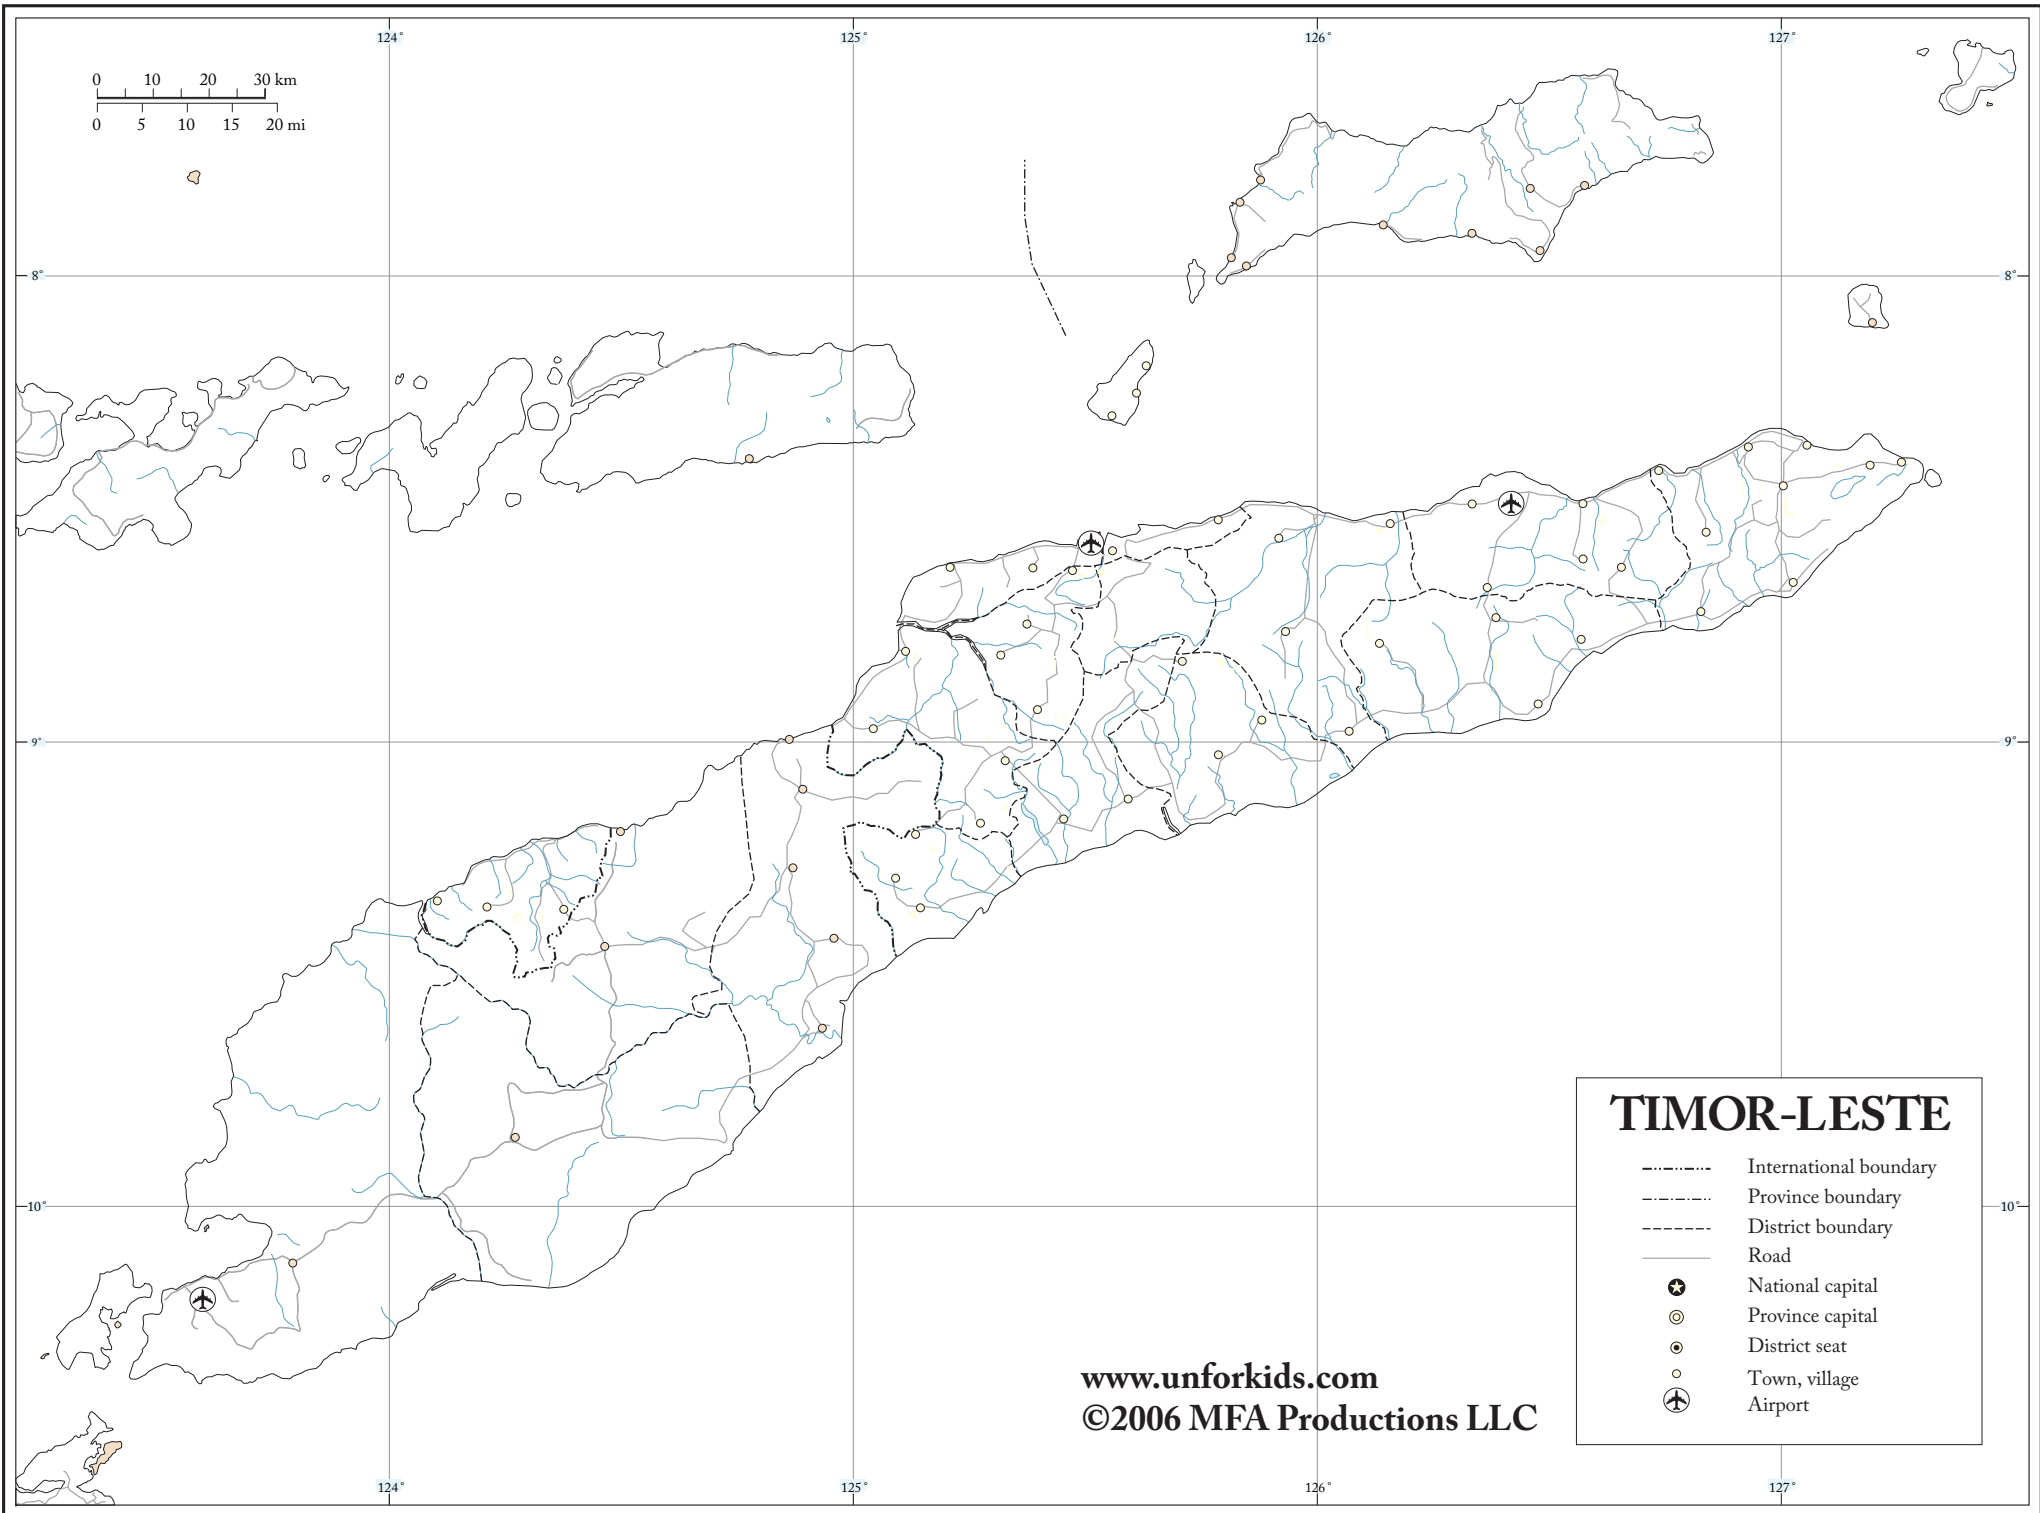 124° 125° 126° 127°
0 10 20 30 km
0 5 10 15 20 mi
8° 8°
9° 9°
TIMOR-LESTE
International boundary
Province boundary
District boundary
Road
National capital
Province capital
District seat
Town, village
Airport
10° 10°
www.unforkids.com
©2006 MFA Productions LLC
124° 125° 126° 127°